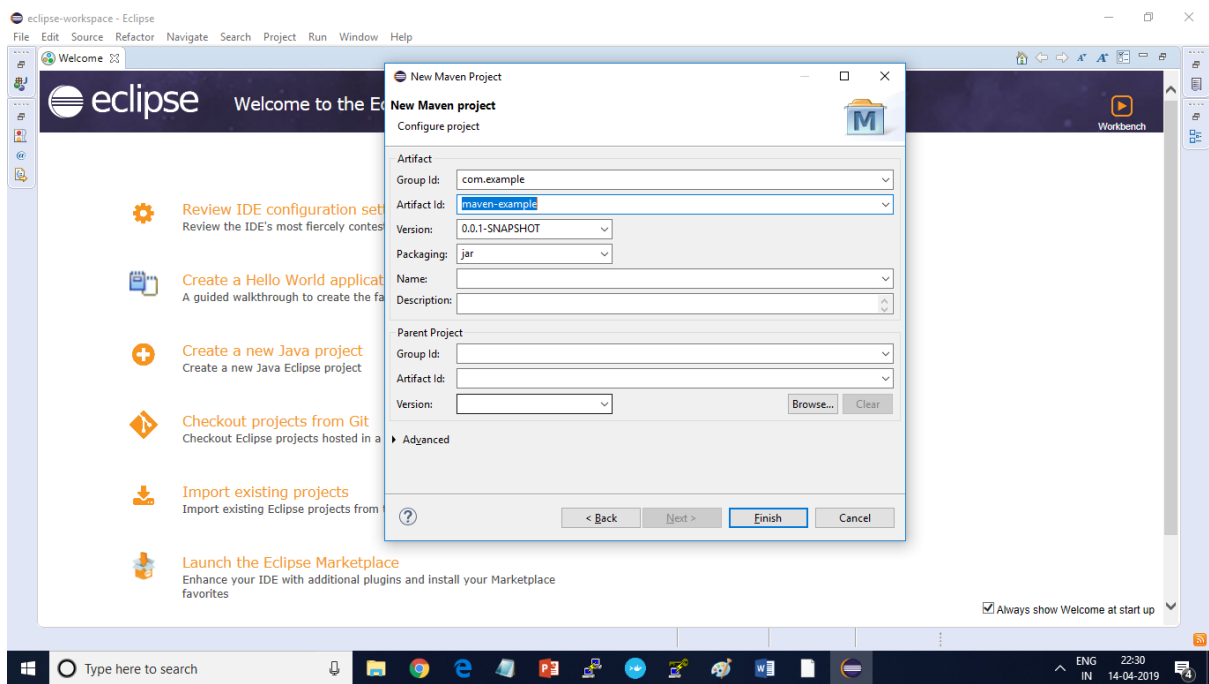 eclipse-workspace - Eclipse
File Edit Source Refactor Navigate Search Project Run Window Help
Welcome
eclipse Welcome to the Ec
Workbench
Review IDE configuration set
Review the IDE's most fiercely contes
Create a Hello World applicat
A guided walkthrough to create the fa
Create a new Java project
Create a new Java Eclipse project
Checkout projects from Git
Checkout Eclipse projects hosted in a
Import existing projects
Import existing Eclipse projects from
Launch the Eclipse Marketplace
Enhance your IDE with additional plugins and install your Marketplace
favorites
Always show Welcome at start up
New Maven Project
New Maven project
Configure project
M
Artifact
Group Id: com.example
Artifact Id: maven-example
Version: 0.0.1-SNAPSHOT
Packaging: jar
Name:
Description:
Parent Project
Group Id:
Artifact Id:
Version: Browse... Clear
Advanced
< Back Next > Finish Cancel
Type here to search
ENG 22:30
IN 14-04-2019
4